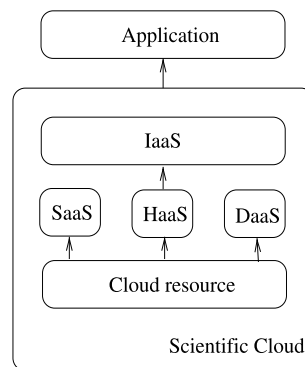 Application
IaaS
SaaS HaaS DaaS
Cloud resource
Scientific Cloud